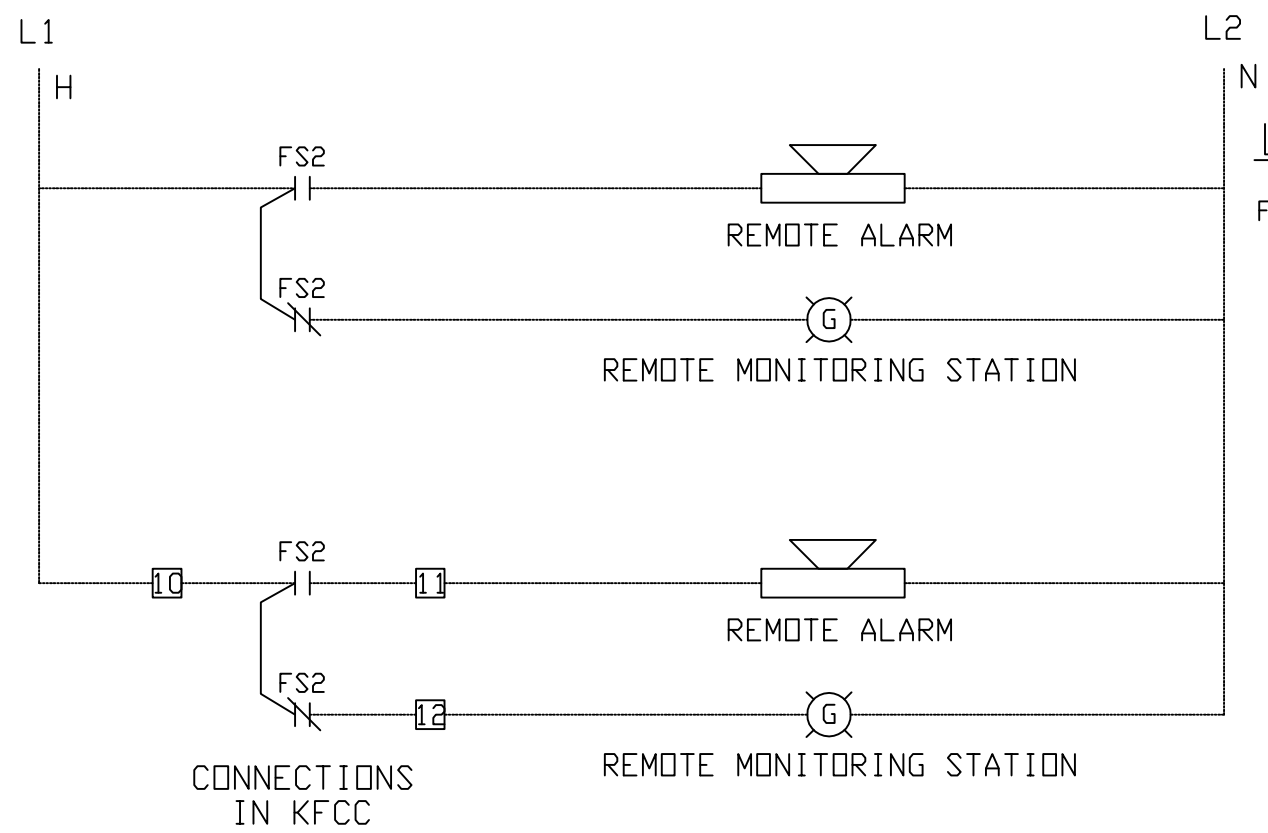 L1
L2
H
N
L
FS2
F
REMOTE ALARM
FS2
G
REMOTE MONITORING STATION
FS2
10
11
REMOTE ALARM
FS2
12
G
REMOTE MONITORING STATION
CONNECTIONS
IN KFCC